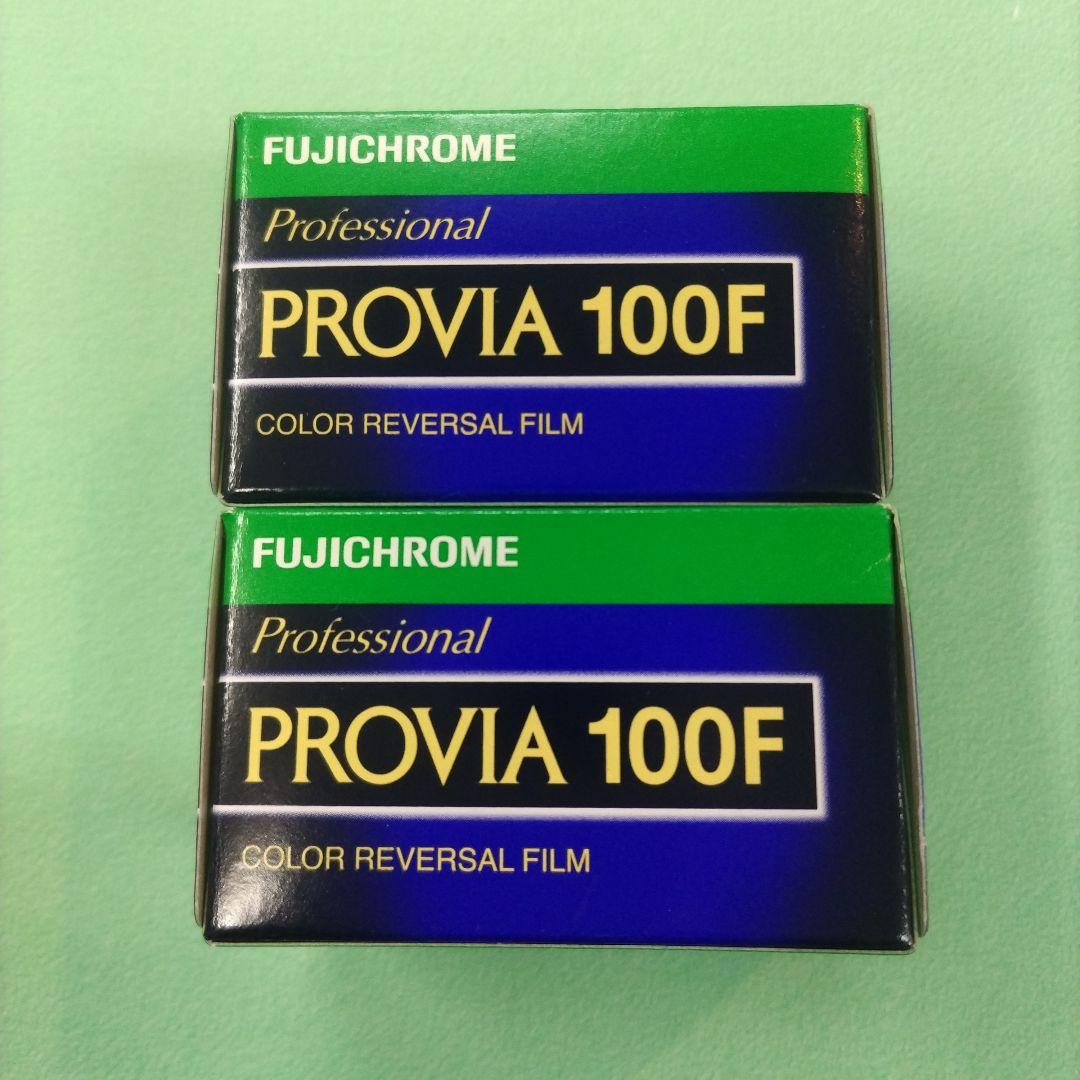 FUJICHROME
Professional
PROVIA 100F
COLOR REVERSAL FILM
FUJICHROME
Professional
PROVIA 100F
COLOR REVERSAL FILM